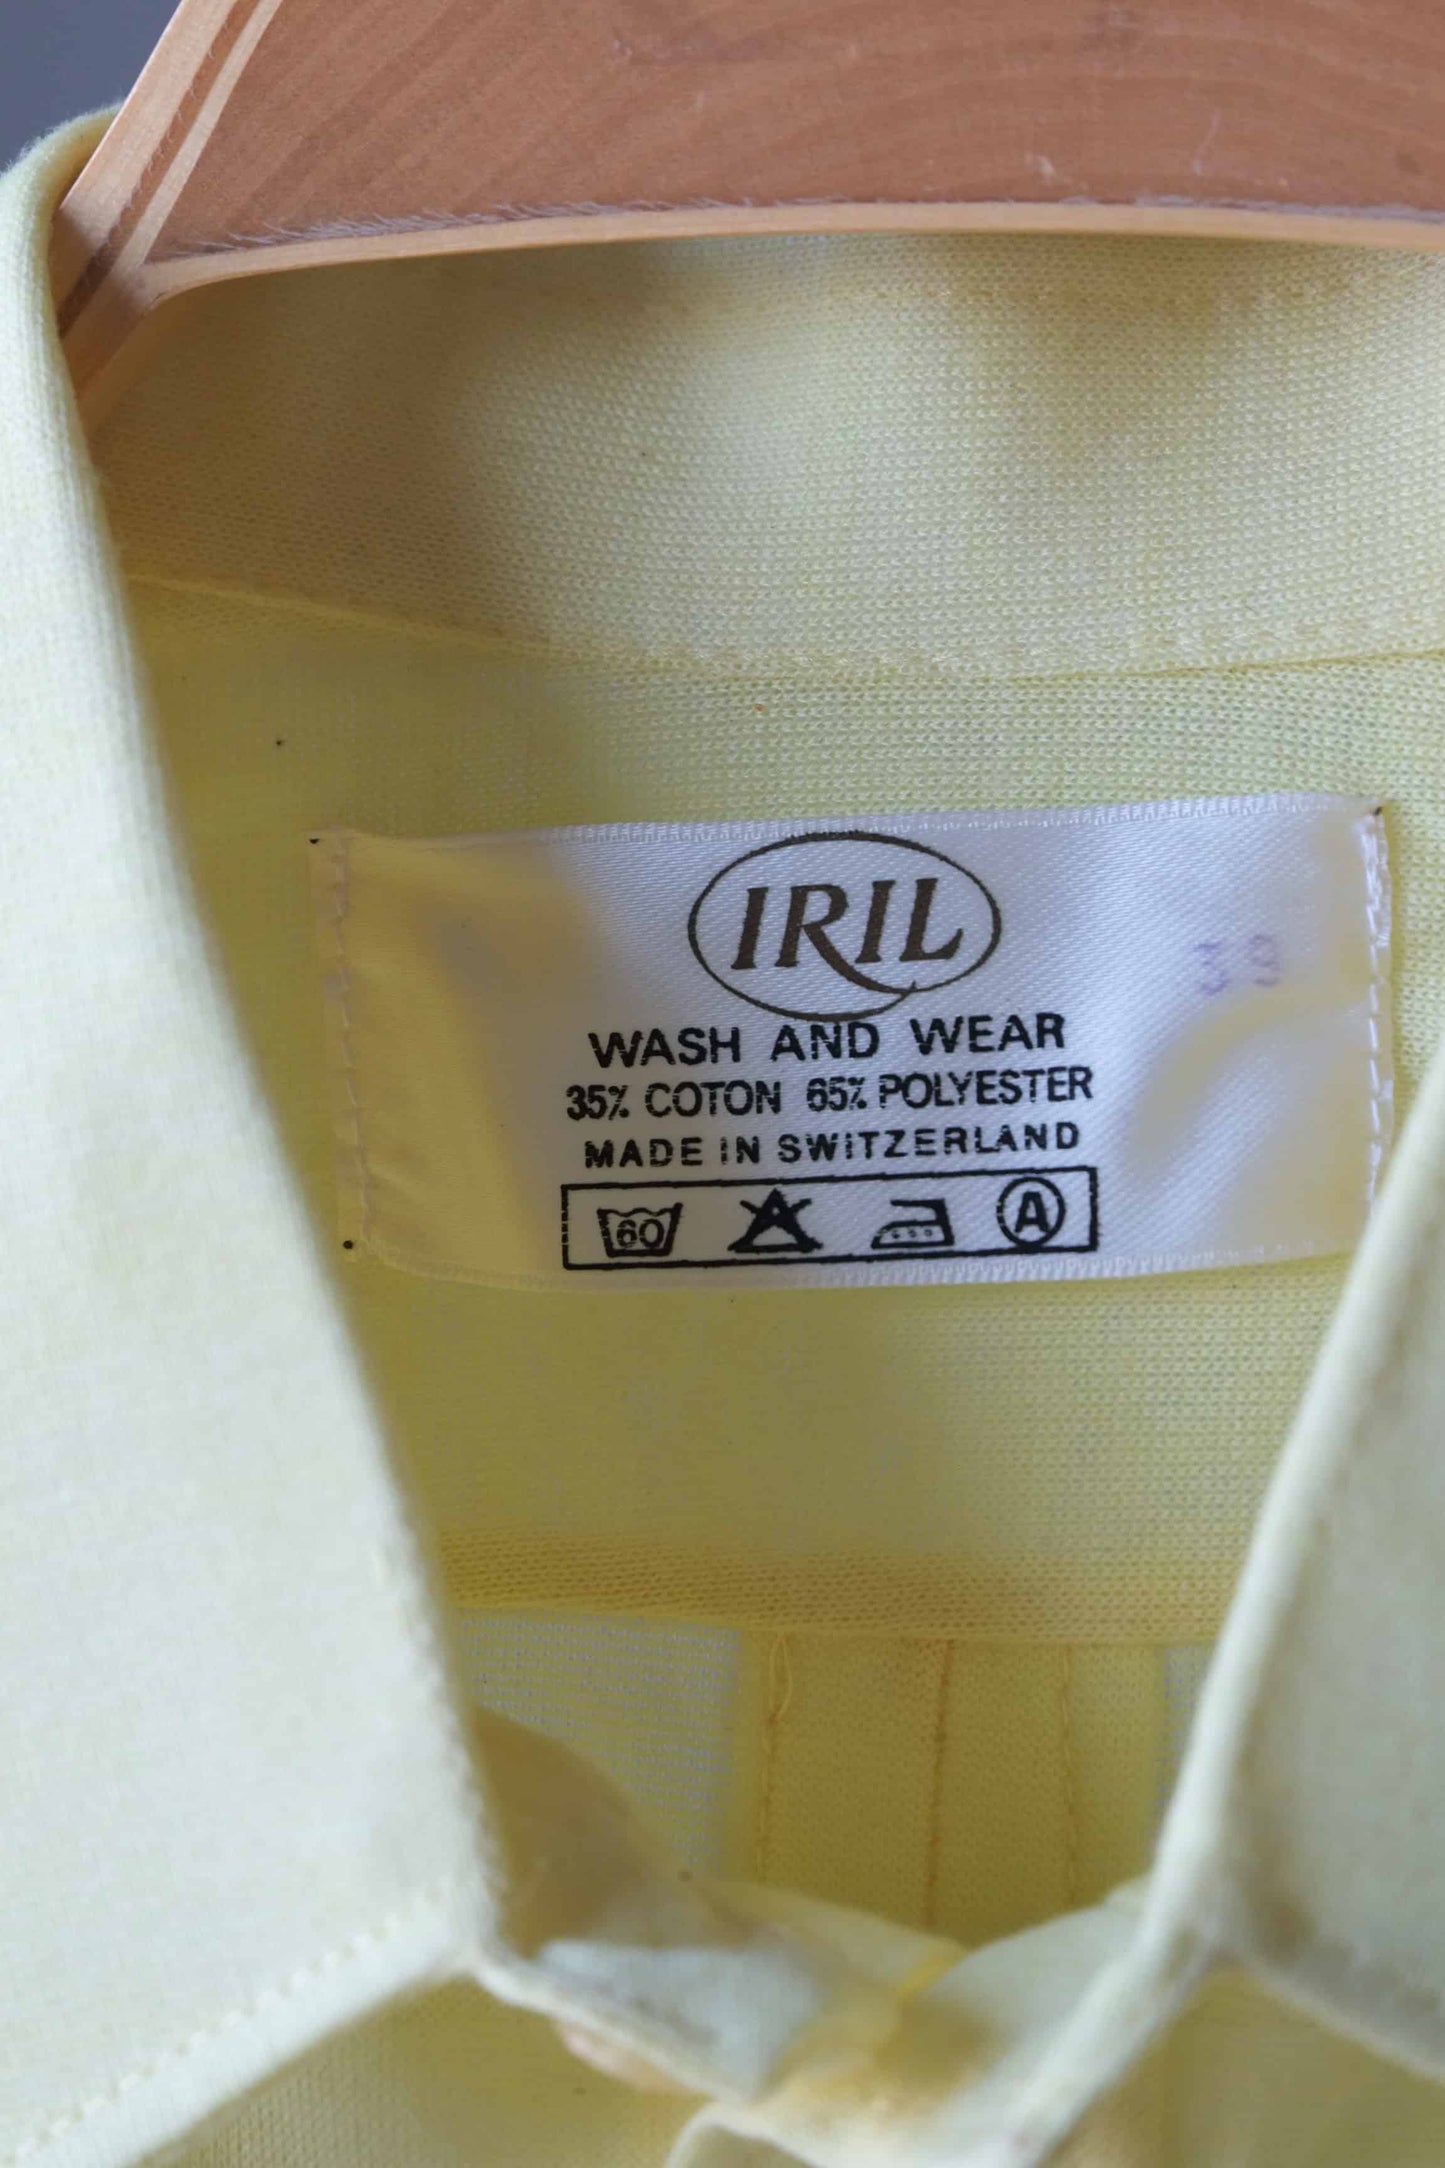 IRIL
39
WASH AND WEAR
35% COTON 65% POLYESTER
MADE IN SWITZERLAND
60 A